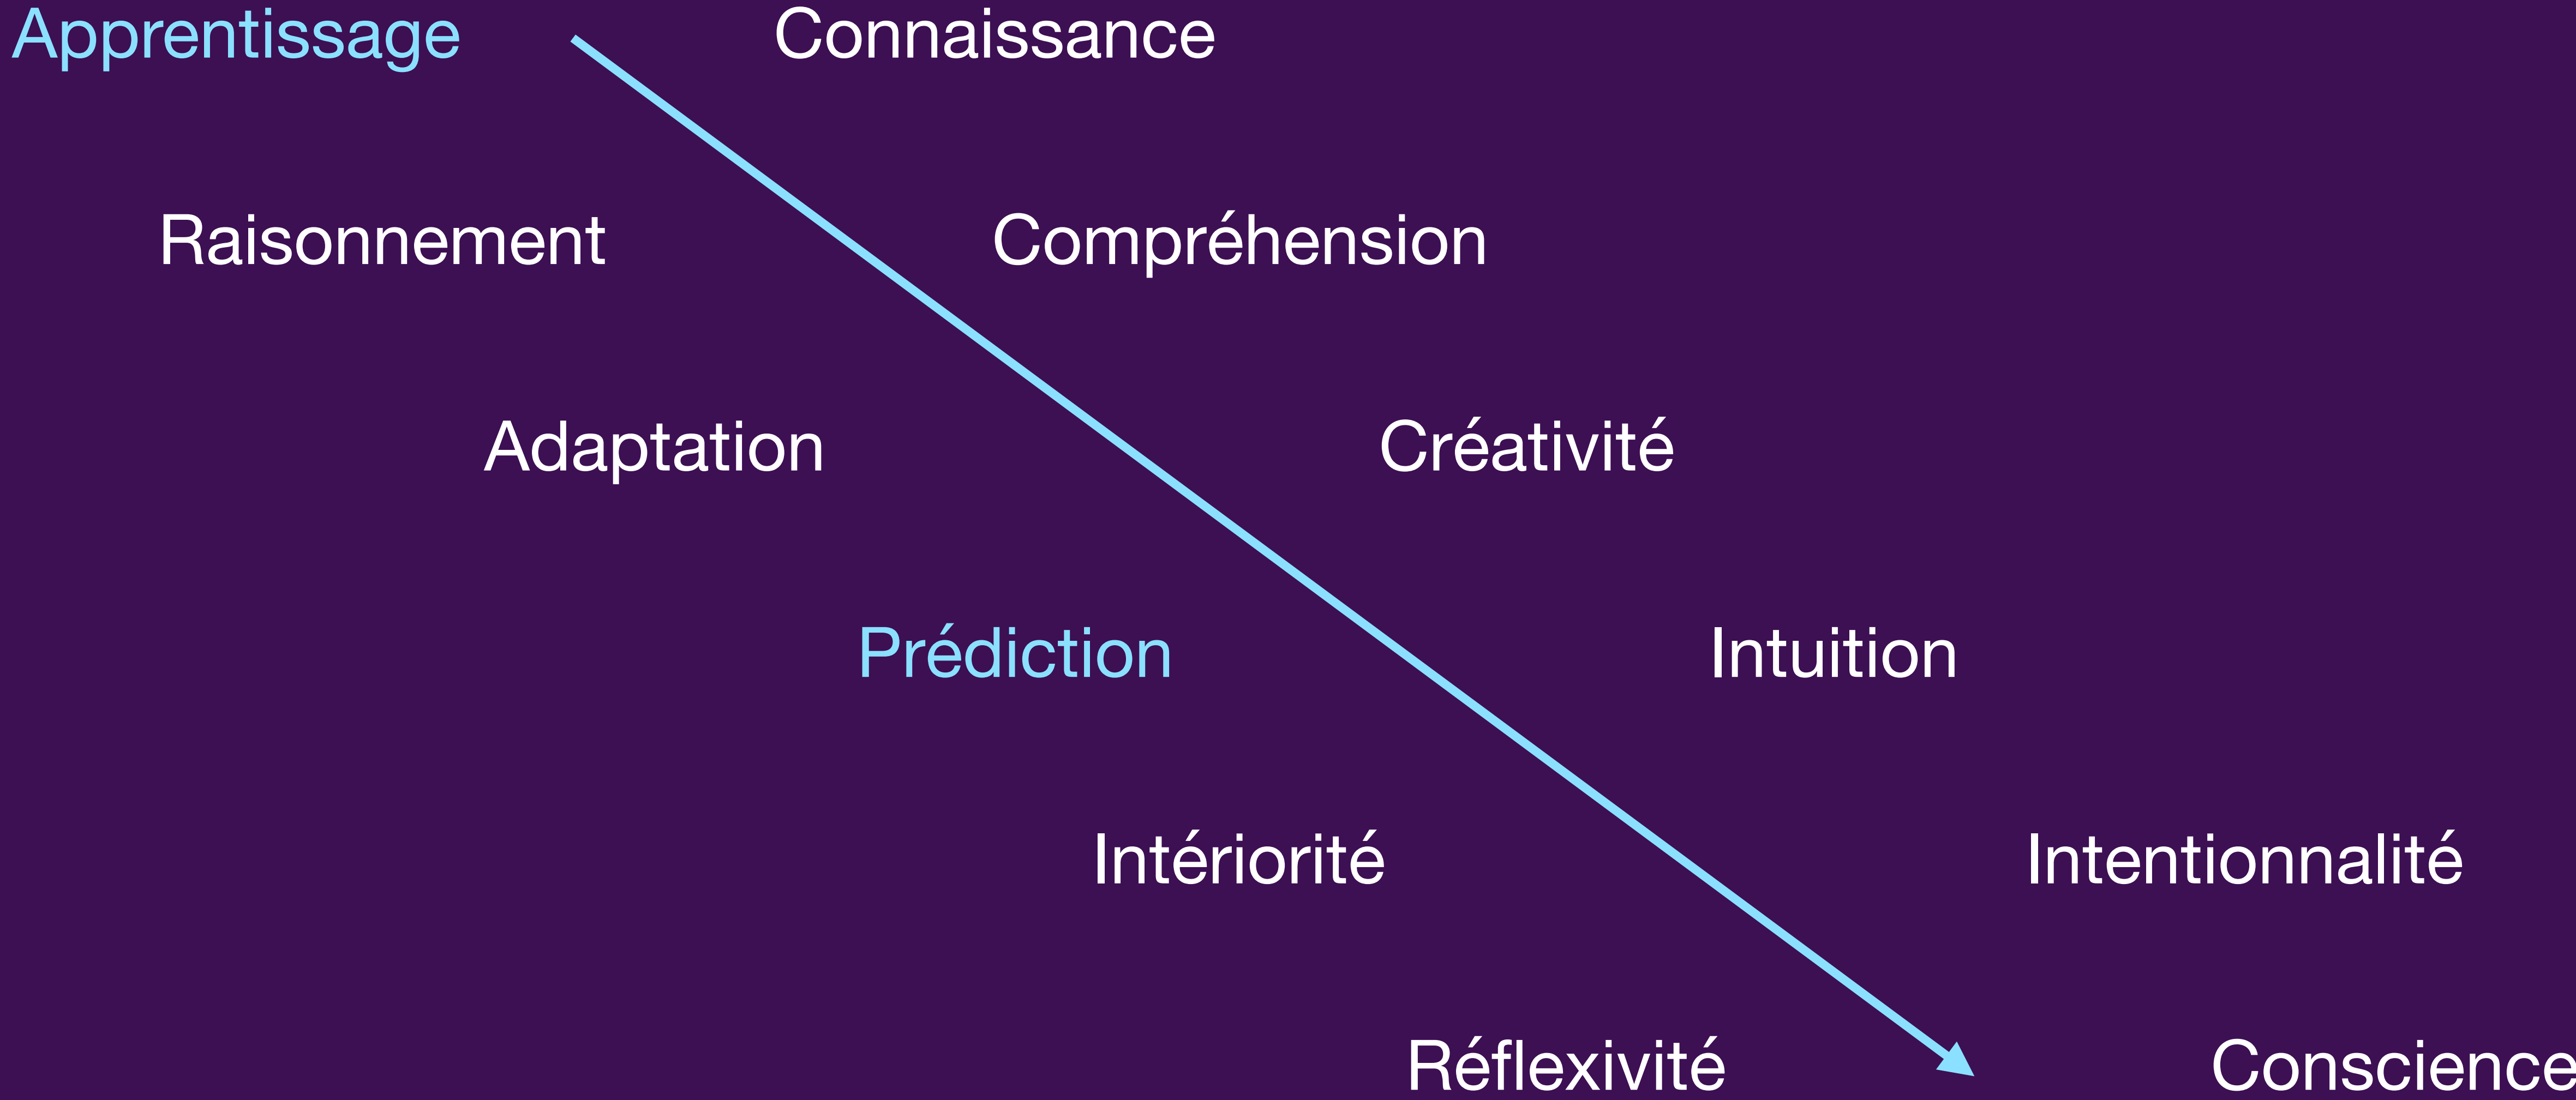 Apprentissage Connaissance
Raisonnement Compréhension
Adaptation Créativité
Prédiction Intuition
Intériorité Intentionnalité
Réflexivité Conscience